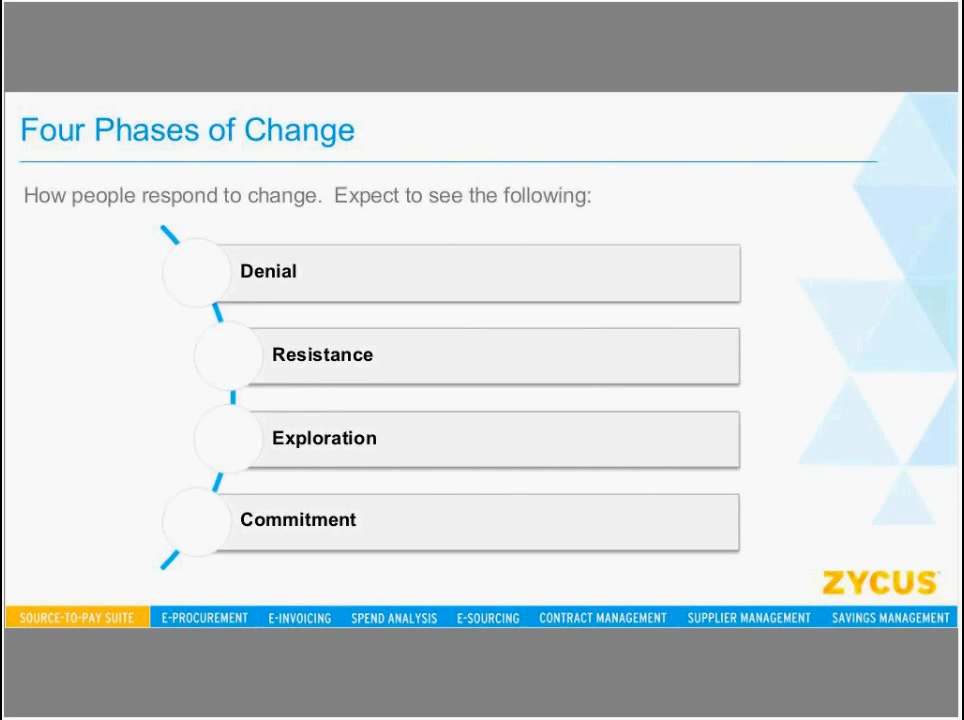 Four Phases of Change
How people respond to change.  Expect to see the following:
Denial
Resistance
Exploration
Commitment
ZYCUS
SOURCE-TO-PAY SUITE E-PROCUREMENT E-INVOICING SPEND ANALYSIS E-SOURCING CONTRACT MANAGEMENT SUPPLIER MANAGEMENT SAVINGS MANAGEMENT